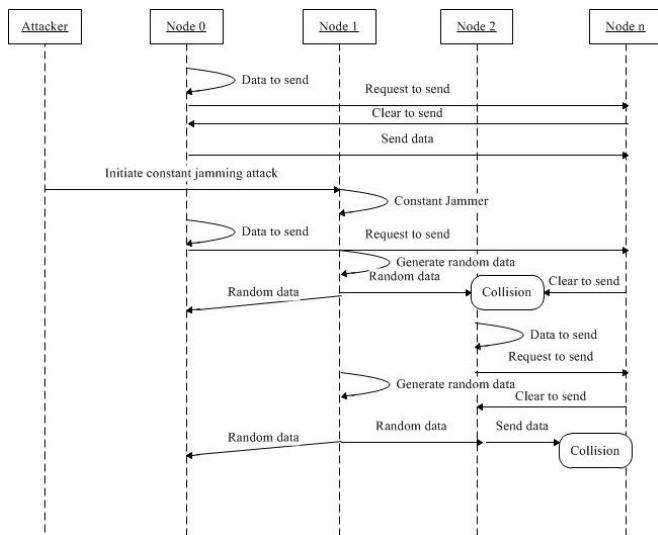 Attacker
Node 0
Node 1
Node 2
Node n
Data to send
Request to send
Clear to send
Send data
Initiate constant jamming attack
Constant Jammer
Data to send
Request to send
Generate random data
Random data
Random data
Collision
Clear to send
Data to send
Request to send
Generate random data
Clear to send
Random data
Random data
Send data
Collision